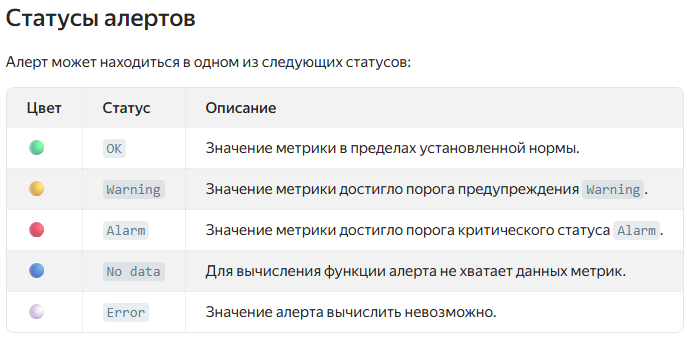 Статусы алертов
Алерт может находиться в одном из следующих статусов:
Цвет Статус Описание
OK Значение метрики в пределах установленной нормы.
Warning Значение метрики достигло порога предупреждения Warning.
Alarm Значение метрики достигло порога критического статуса Alarm.
No data Для вычисления функции алерта не хватает данных метрик.
Error Значение алерта вычислить невозможно.